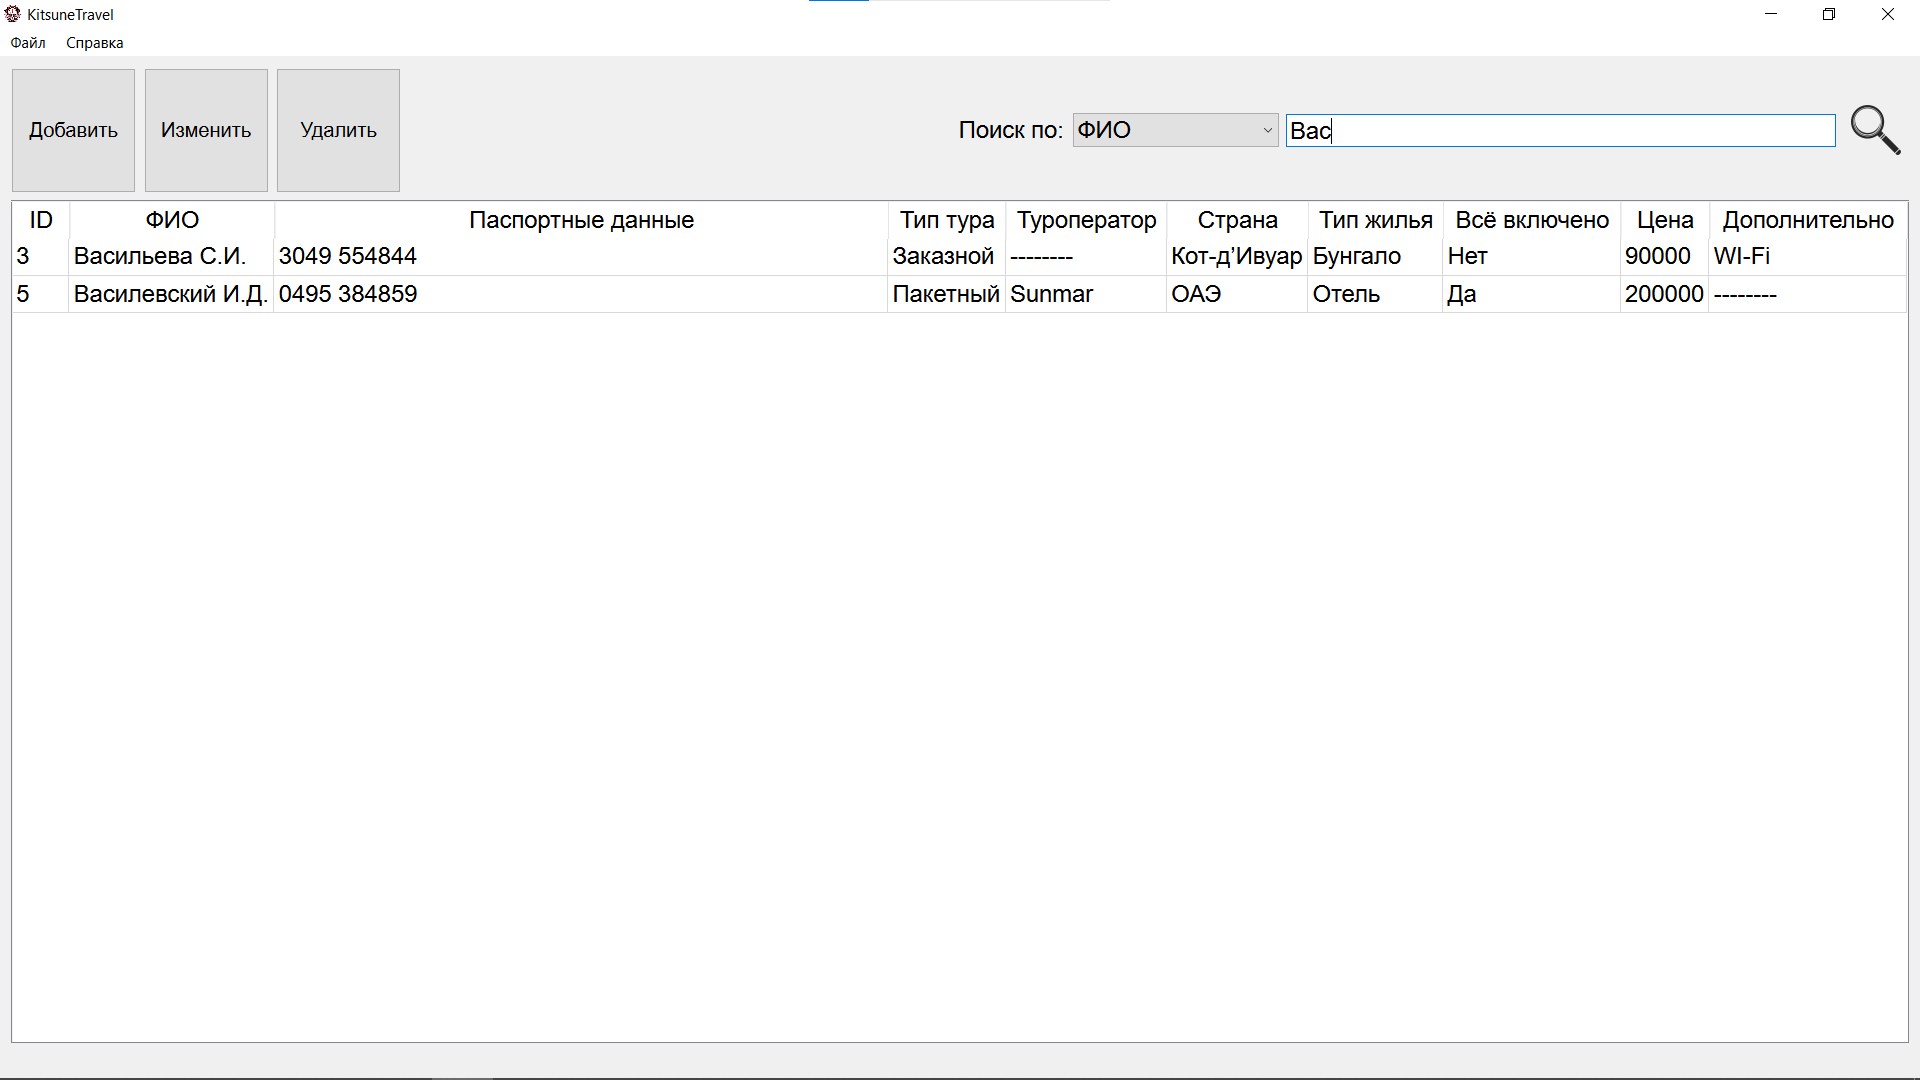 KitsuneTravel
Файл Справка
Добавить Изменить Удалить Поиск по: ФИО Вас
ID ФИО Паспортные данные Тип тура Туроператор Страна Тип жилья Всё включено Цена Дополнительно
3 Васильева С.И. 3049 554844 Заказной -------- Кот-д’Ивуар Бунгало Нет 90000 WI-Fi
5 Василевский И.Д. 0495 384859 Пакетный Sunmar ОАЭ Отель Да 200000 --------